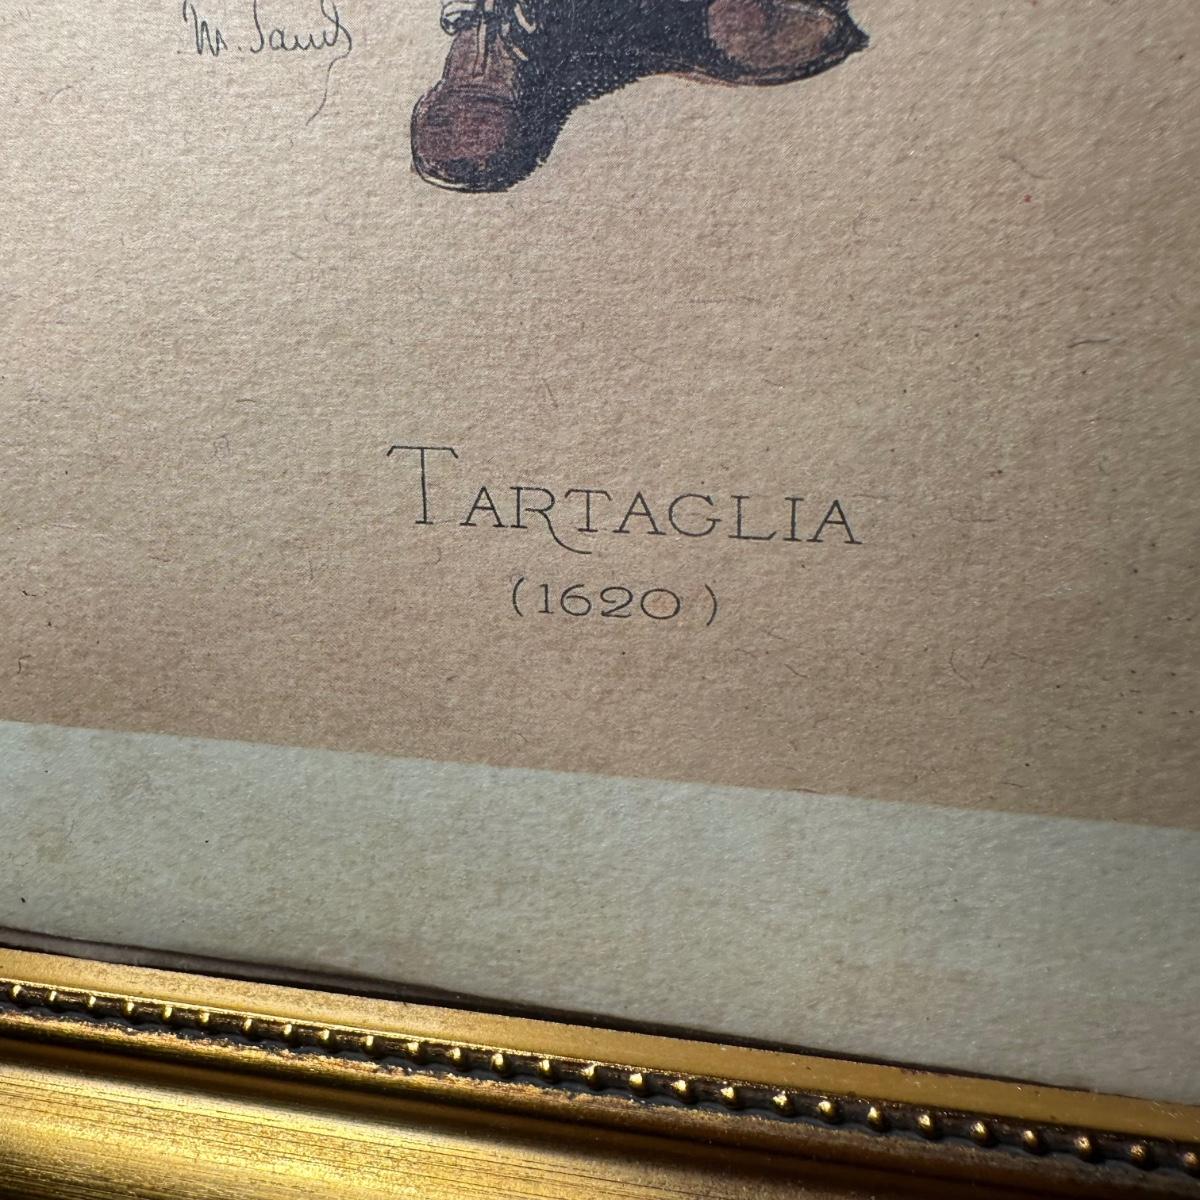 M. Sand
TARTAGLIA
(1620)